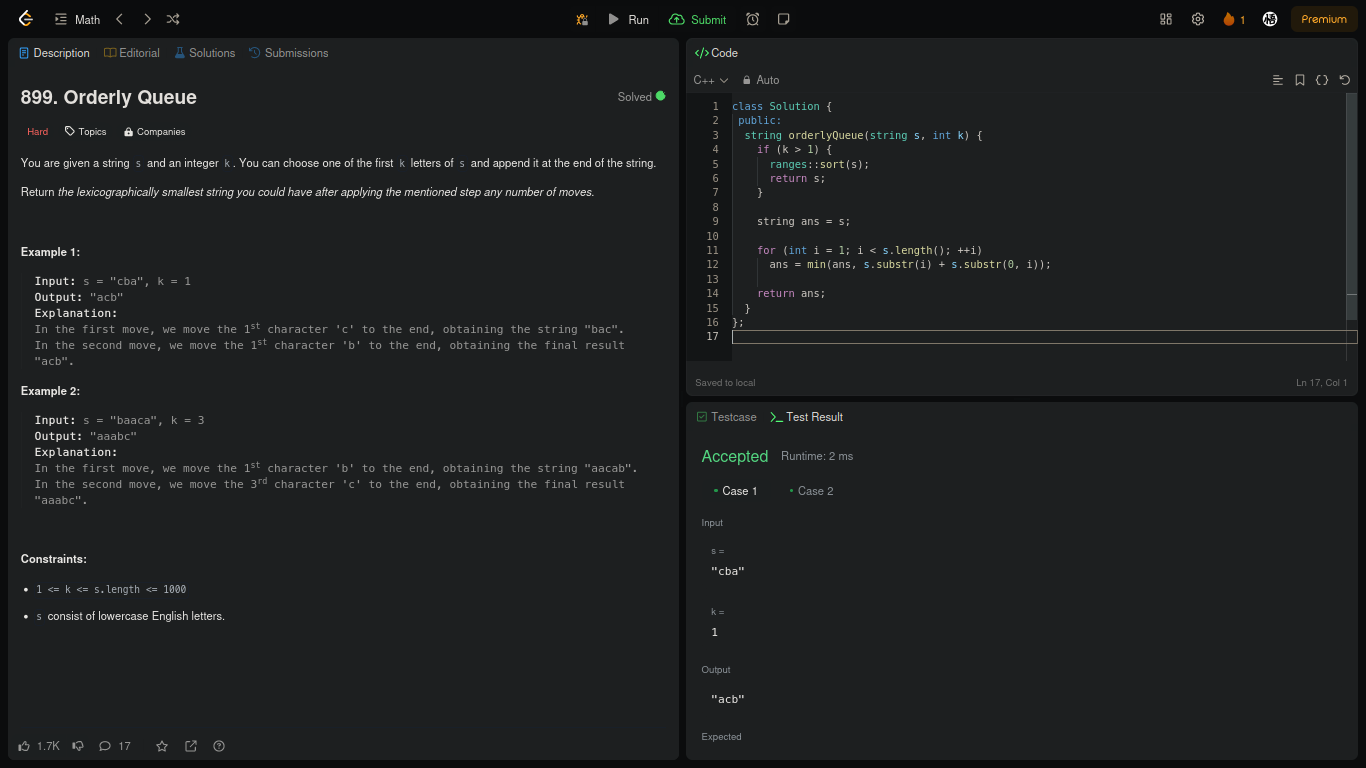 Math
Run
Submit
1
Premium
Description
Editorial
Solutions
Submissions
899. Orderly Queue
Solved
Hard
Topics
Companies
You are given a string s and an integer k. You can choose one of the first k letters of s and append it at the end of the string.
Return the lexicographically smallest string you could have after applying the mentioned step any number of moves.
Example 1:
Input: s = "cba", k = 1
Output: "acb"
Explanation:
In the first move, we move the 1st character 'c' to the end, obtaining the string "bac".
In the second move, we move the 1st character 'b' to the end, obtaining the final result
"acb".
Example 2:
Input: s = "baaca", k = 3
Output: "aaabc"
Explanation:
In the first move, we move the 1st character 'b' to the end, obtaining the string "aacab".
In the second move, we move the 3rd character 'c' to the end, obtaining the final result
"aaabc".
Constraints:
• 1 <= k <= s.length <= 1000
• s consist of lowercase English letters.
1.7K
17
</> Code
C++
Auto
1 class Solution {
2 public:
3 string orderlyQueue(string s, int k) {
4 if (k > 1) {
5 ranges::sort(s);
6 return s;
7 }
8
9 string ans = s;
10
11 for (int i = 1; i < s.length(); ++i)
12 ans = min(ans, s.substr(i) + s.substr(0, i));
13
14 return ans;
15 }
16 };
17
Saved to local
Ln 17, Col 1
Testcase
Test Result
Accepted
Runtime: 2 ms
• Case 1
• Case 2
Input
s =
"cba"
k =
1
Output
"acb"
Expected